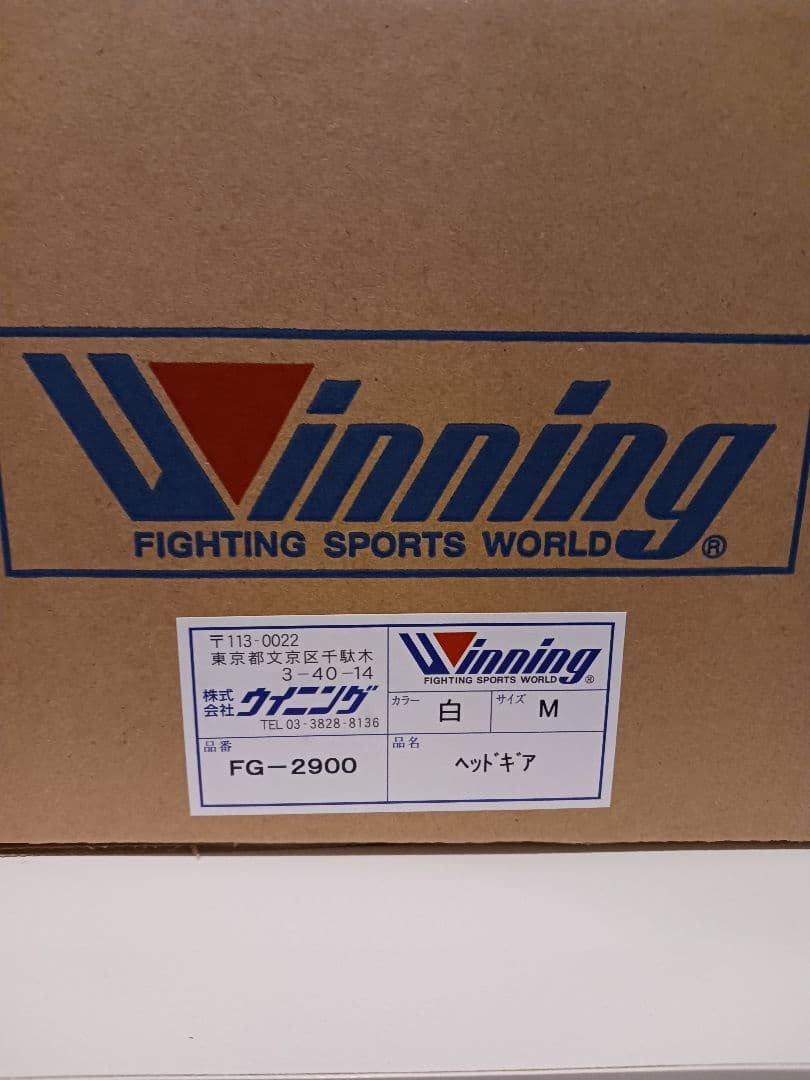 Winning
FIGHTING SPORTS WORLD ®
〒113-0022
東京都文京区千駄木
3-40-14
株式会社 ウイニング
TEL 03-3828-8136
Winning
FIGHTING SPORTS WORLD ®
カラー 白 サイズ M
品番
FG-2900
品名
ヘッドギア